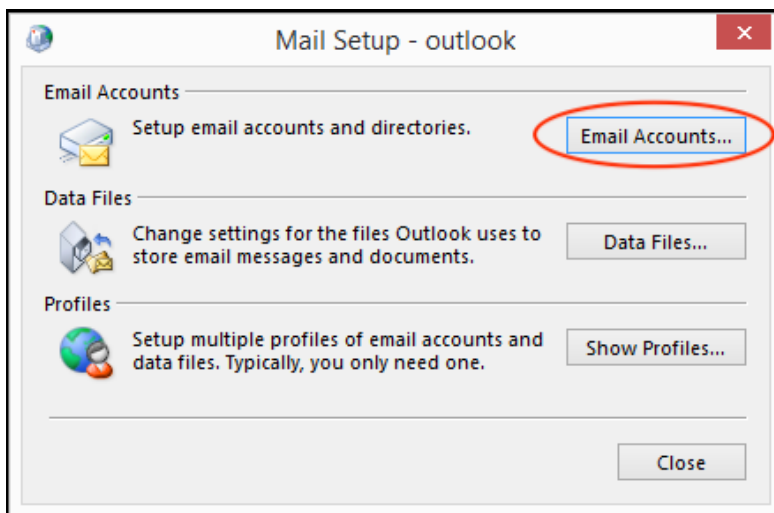 Mail Setup - outlook
Email Accounts
Setup email accounts and directories.
Email Accounts...
Data Files
Change settings for the files Outlook uses to
store email messages and documents.
Data Files...
Profiles
Setup multiple profiles of email accounts and
data files. Typically, you only need one.
Show Profiles...
Close